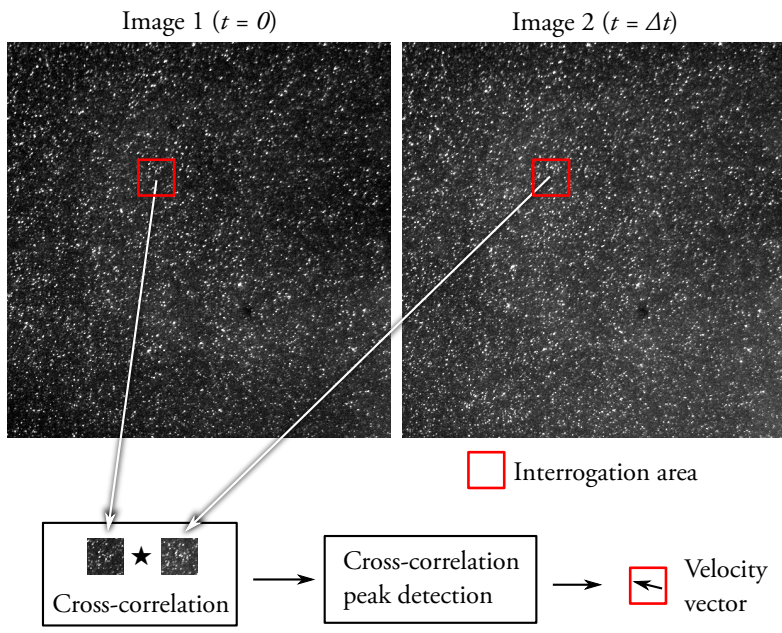 Image 1 (t = 0)
Image 2 (t = Δt)
Interrogation area
★
Cross-correlation
Cross-correlation
peak detection
Velocity
vector